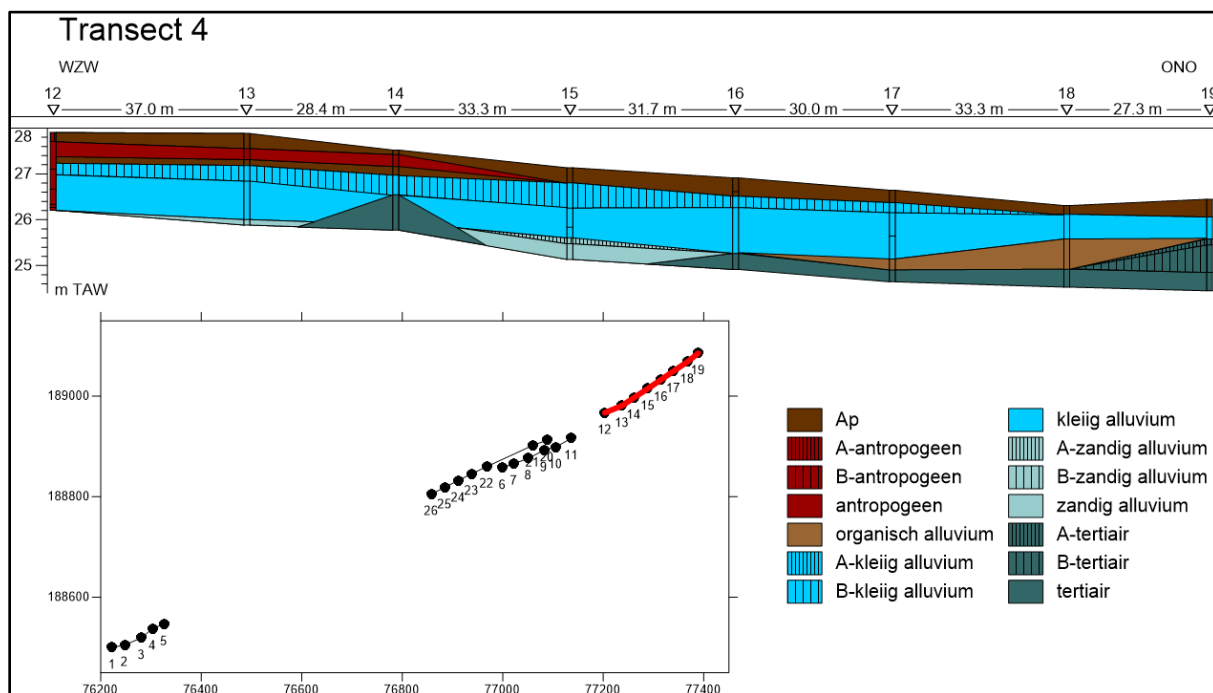 Transect 4
WZW ONO
12 13 14 15 16 17 18 19
37.0 m 28.4 m 33.3 m 31.7 m 30.0 m 33.3 m 27.3 m
28
27
26
25
m TAW
189000
188800
188600
76200 76400 76600 76800 77000 77200 77400
19
18
17
16
15
14
13
12
11
10
20
9
21
8
7
6
22
23
24
25
26
5
4
3
2
1
Ap
A-antropogeen
B-antropogeen
antropogeen
organisch alluvium
A-kleiig alluvium
B-kleiig alluvium
kleiig alluvium
A-zandig alluvium
B-zandig alluvium
zandig alluvium
A-tertiair
B-tertiair
tertiair